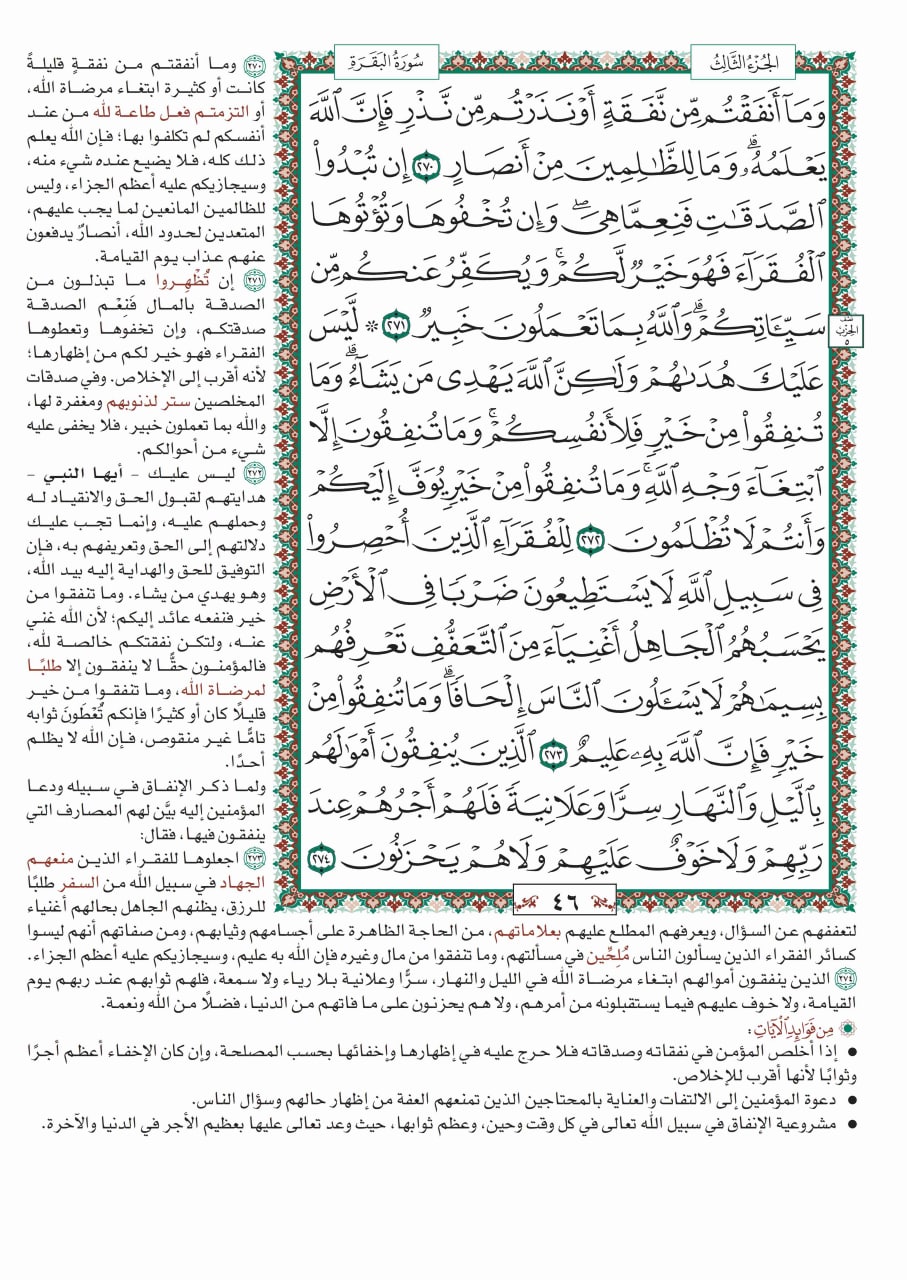 الجُزْءُ الثَّالِثُ
سُورَةُ البَقَرَةِ
وَمَآ أَنفَقْتُم مِّن نَّفَقَةٍ أَوْ نَذَرْتُم مِّن نَّذْرٍ فَإِنَّ ٱللَّهَ
يَعْلَمُهُۥۗ وَمَا لِلظَّٰلِمِينَ مِنْ أَنصَارٍ ٢٧٠ إِن تُبْدُوا۟
ٱلصَّدَقَٰتِ فَنِعِمَّا هِىَۖ وَإِن تُخْفُوهَا وَتُؤْتُوهَا
ٱلْفُقَرَآءَ فَهُوَ خَيْرٌ لَّكُمْۚ وَيُكَفِّرُ عَنكُم مِّن
سَيِّـَٔاتِكُمْۗ وَٱللَّهُ بِمَا تَعْمَلُونَ خَبِيرٌ ٢٧١ * لَّيْسَ
نصف
الحزب
٥
عَلَيْكَ هُدَىٰهُمْ وَلَٰكِنَّ ٱللَّهَ يَهْدِى مَن يَشَآءُۗ وَمَا
تُنفِقُوا۟ مِنْ خَيْرٍ فَلِأَنفُسِكُمْۚ وَمَا تُنفِقُونَ إِلَّا
ٱبْتِغَآءَ وَجْهِ ٱللَّهِۚ وَمَا تُنفِقُوا۟ مِنْ خَيْرٍ يُوَفَّ إِلَيْكُمْ
وَأَنتُمْ لَا تُظْلَمُونَ ٢٧٢ لِلْفُقَرَآءِ ٱلَّذِينَ أُحْصِرُوا۟
فِى سَبِيلِ ٱللَّهِ لَا يَسْتَطِيعُونَ ضَرْبًا فِى ٱلْأَرْضِ
يَحْسَبُهُمُ ٱلْجَاهِلُ أَغْنِيَآءَ مِنَ ٱلتَّعَفُّفِ تَعْرِفُهُم
بِسِيمَٰهُمْ لَا يَسْـَٔلُونَ ٱلنَّاسَ إِلْحَافًاۗ وَمَا تُنفِقُوا۟ مِنْ
خَيْرٍ فَإِنَّ ٱللَّهَ بِهِۦ عَلِيمٌ ٢٧٣ ٱلَّذِينَ يُنفِقُونَ أَمْوَٰلَهُم
بِٱلَّيْلِ وَٱلنَّهَارِ سِرًّا وَعَلَانِيَةً فَلَهُمْ أَجْرُهُمْ عِندَ
رَبِّهِمْ وَلَا خَوْفٌ عَلَيْهِمْ وَلَا هُمْ يَحْزَنُونَ ٢٧٤
٤٦
٢٧٠ وما أنفقتم من نفقةٍ قليلةً
كانت أو كثيرة ابتغاء مرضاة الله،
أو التزمتم فعل طاعة لله من عند
أنفسكم لم تكلفوا بها؛ فإن الله يعلم
ذلك كله، فلا يضيع عنده شيء منه،
وسيجازيكم عليه أعظم الجزاء، وليس
للظالمين المانعين لما يجب عليهم،
المتعدين لحدود الله، أنصارٌ يدفعون
عنهم عذاب يوم القيامة.
٢٧١ إن تُظْهِروا ما تبذلون من
الصدقة بالمال فَنِعْم الصدقة
صدقتكم، وإن تخفوها وتعطوها
الفقراء فهو خير لكم من إظهارها؛
لأنه أقرب إلى الإخلاص. وفي صدقات
المخلصين ستر لذنوبهم ومغفرة لها،
والله بما تعملون خبير، فلا يخفى عليه
شيء من أحوالكم.
٢٧٢ ليس عليك - أيها النبي -
هدايتهم لقبول الحق والانقياد له
وحملهم عليه، وإنما تجب عليك
دلالتهم إلى الحق وتعريفهم به، فإن
التوفيق للحق والهداية إليه بيد الله،
وهو يهدي من يشاء. وما تنفقوا من
خير فنفعه عائد إليكم؛ لأن الله غني
عنه، ولتكن نفقتكم خالصة لله،
فالمؤمنون حقًّا لا ينفقون إلا طلبًا
لمرضاة الله، وما تنفقوا من خير
قليلًا كان أو كثيرًا فإنكم تُعْطَونَ ثوابه
تامًّا غير منقوص، فإن الله لا يظلم
أحدًا.
ولما ذكر الإنفاق في سبيله ودعا
المؤمنين إليه بيَّن لهم المصارف التي
ينفقون فيها، فقال:
٢٧٣ اجعلوها للفقراء الذين منعهم
الجهاد في سبيل الله من السفر طلبًا
للرزق، يظنهم الجاهل بحالهم أغنياء
لتعففهم عن السؤال، ويعرفهم المطلع عليهم بعلاماتهم، من الحاجة الظاهرة على أجسامهم وثيابهم، ومن صفاتهم أنهم ليسوا
كسائر الفقراء الذين يسألون الناس مُلِحِّين في مسألتهم، وما تنفقوا من مال وغيره فإن الله به عليم، وسيجازيكم عليه أعظم الجزاء.
٢٧٤ الذين ينفقون أموالهم ابتغاء مرضاة الله في الليل والنهار، سرًّا وعلانية بلا رياء ولا سمعة، فلهم ثوابهم عند ربهم يوم
القيامة، ولا خوف عليهم فيما يستقبلونه من أمرهم، ولا هم يحزنون على ما فاتهم من الدنيا، فضلًا من الله ونعمة.
مِن فَوَائِدِ الْآيَاتِ:
● إذا أخلص المؤمن في نفقاته وصدقاته فلا حرج عليه في إظهارها وإخفائها بحسب المصلحة، وإن كان الإخفاء أعظم أجرًا
وثوابًا لأنها أقرب للإخلاص.
● دعوة المؤمنين إلى الالتفات والعناية بالمحتاجين الذين تمنعهم العفة من إظهار حالهم وسؤال الناس.
● مشروعية الإنفاق في سبيل الله تعالى في كل وقت وحين، وعظم ثوابها، حيث وعد تعالى عليها بعظيم الأجر في الدنيا والآخرة.